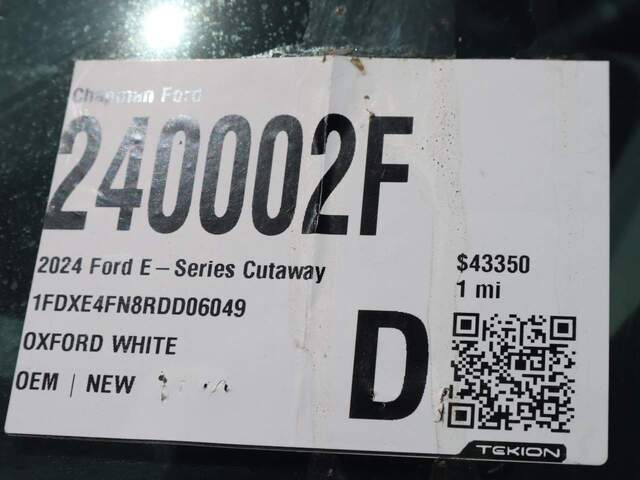 Chapman Ford
240002F
2024 Ford E-Series Cutaway
$43350
1FDXE4FN8RDD06049
1 mi
OXFORD WHITE
OEM | NEW
D
TEKION